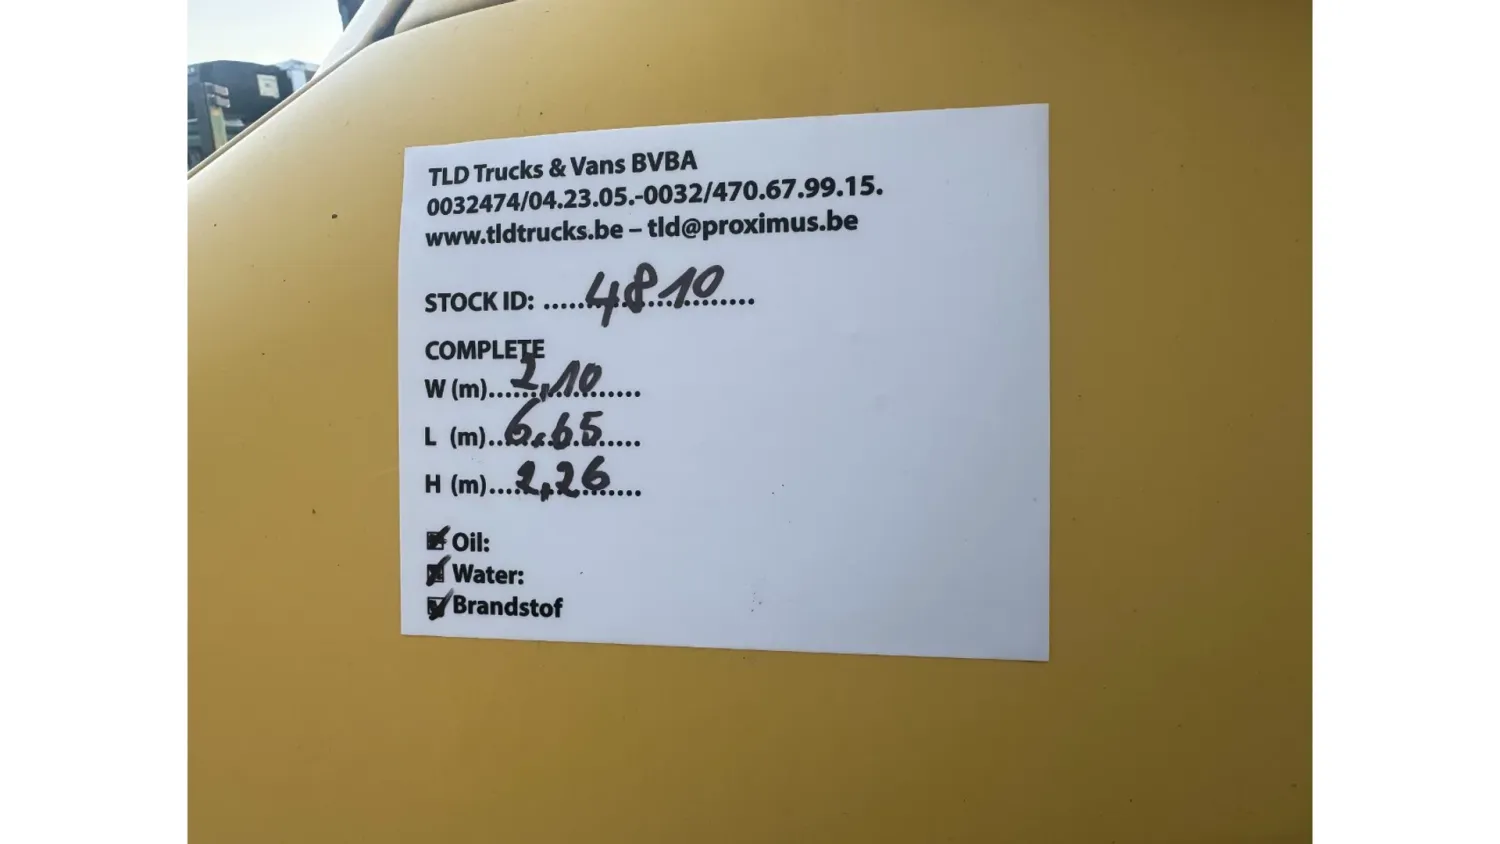 TLD Trucks & Vans BVBA
0032474/04.23.05.-0032/470.67.99.15.
www.tldtrucks.be – tld@proximus.be
STOCK ID: .....4810..........
COMPLETE
W (m)...2,10......
L (m)...6,65.....
H (m)...2,26......
Oil:
Water:
Brandstof